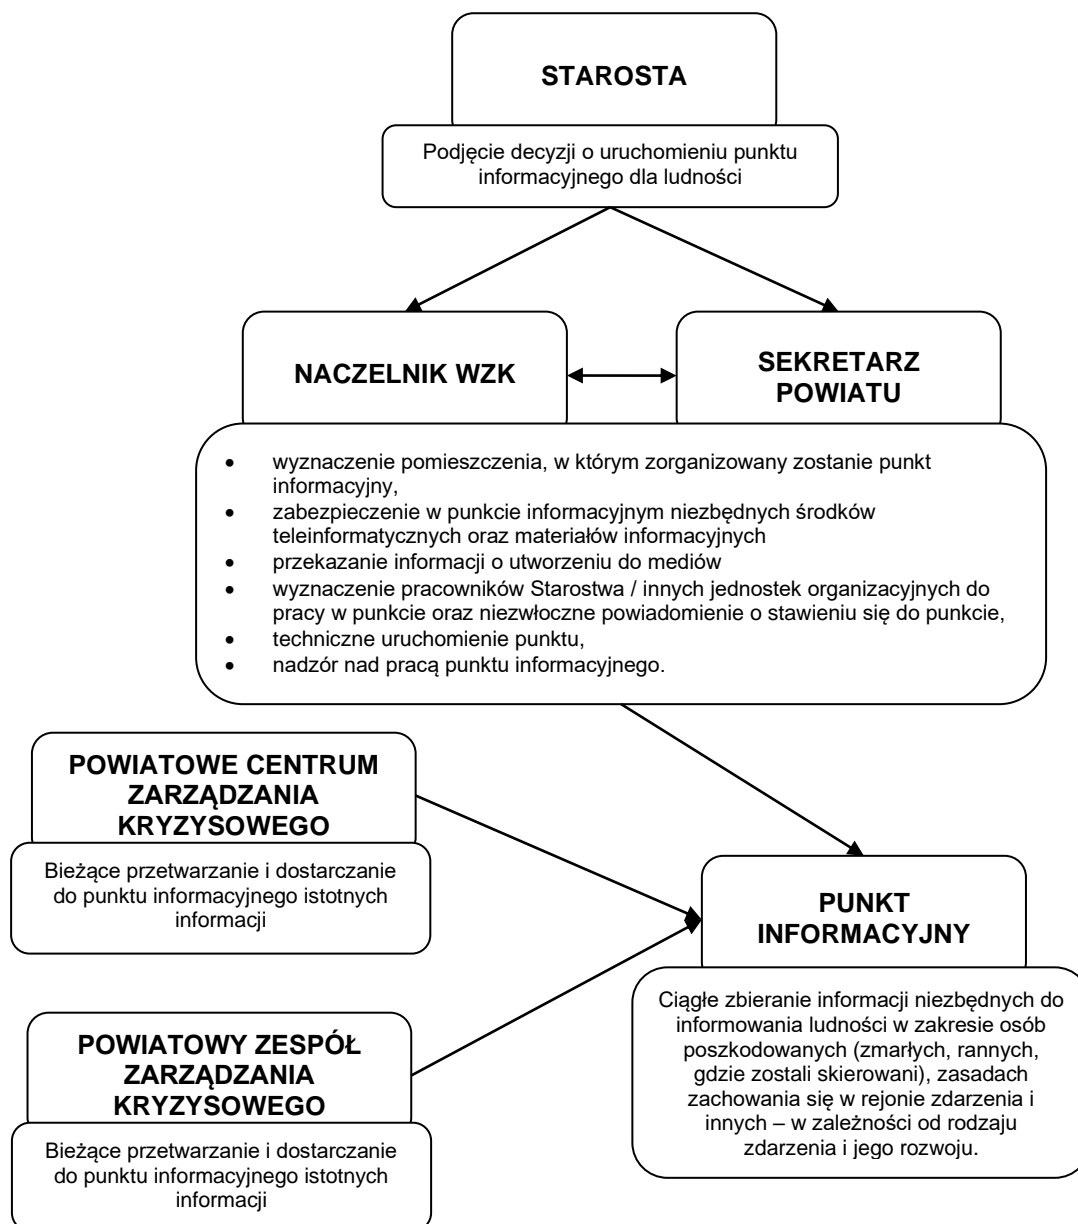 STAROSTA
Podjęcie decyzji o uruchomieniu punktu
informacyjnego dla ludności
NACZELNIK WZK
SEKRETARZ
POWIATU
• wyznaczenie pomieszczenia, w którym zorganizowany zostanie punkt
informacyjny,
• zabezpieczenie w punkcie informacyjnym niezbędnych środków
teleinformatycznych oraz materiałów informacyjnych
• przekazanie informacji o utworzeniu do mediów
• wyznaczenie pracowników Starostwa / innych jednostek organizacyjnych do
pracy w punkcie oraz niezwłoczne powiadomienie o stawieniu się do punkcie,
• techniczne uruchomienie punktu,
• nadzór nad pracą punktu informacyjnego.
POWIATOWE CENTRUM
ZARZĄDZANIA
KRYZYSOWEGO
Bieżące przetwarzanie i dostarczanie
do punktu informacyjnego istotnych
informacji
PUNKT
INFORMACYJNY
Ciągłe zbieranie informacji niezbędnych do
informowania ludności w zakresie osób
poszkodowanych (zmarłych, rannych,
gdzie zostali skierowani), zasadach
zachowania się w rejonie zdarzenia i
innych – w zależności od rodzaju
zdarzenia i jego rozwoju.
POWIATOWY ZESPÓŁ
ZARZĄDZANIA
KRYZYSOWEGO
Bieżące przetwarzanie i dostarczanie
do punktu informacyjnego istotnych
informacji